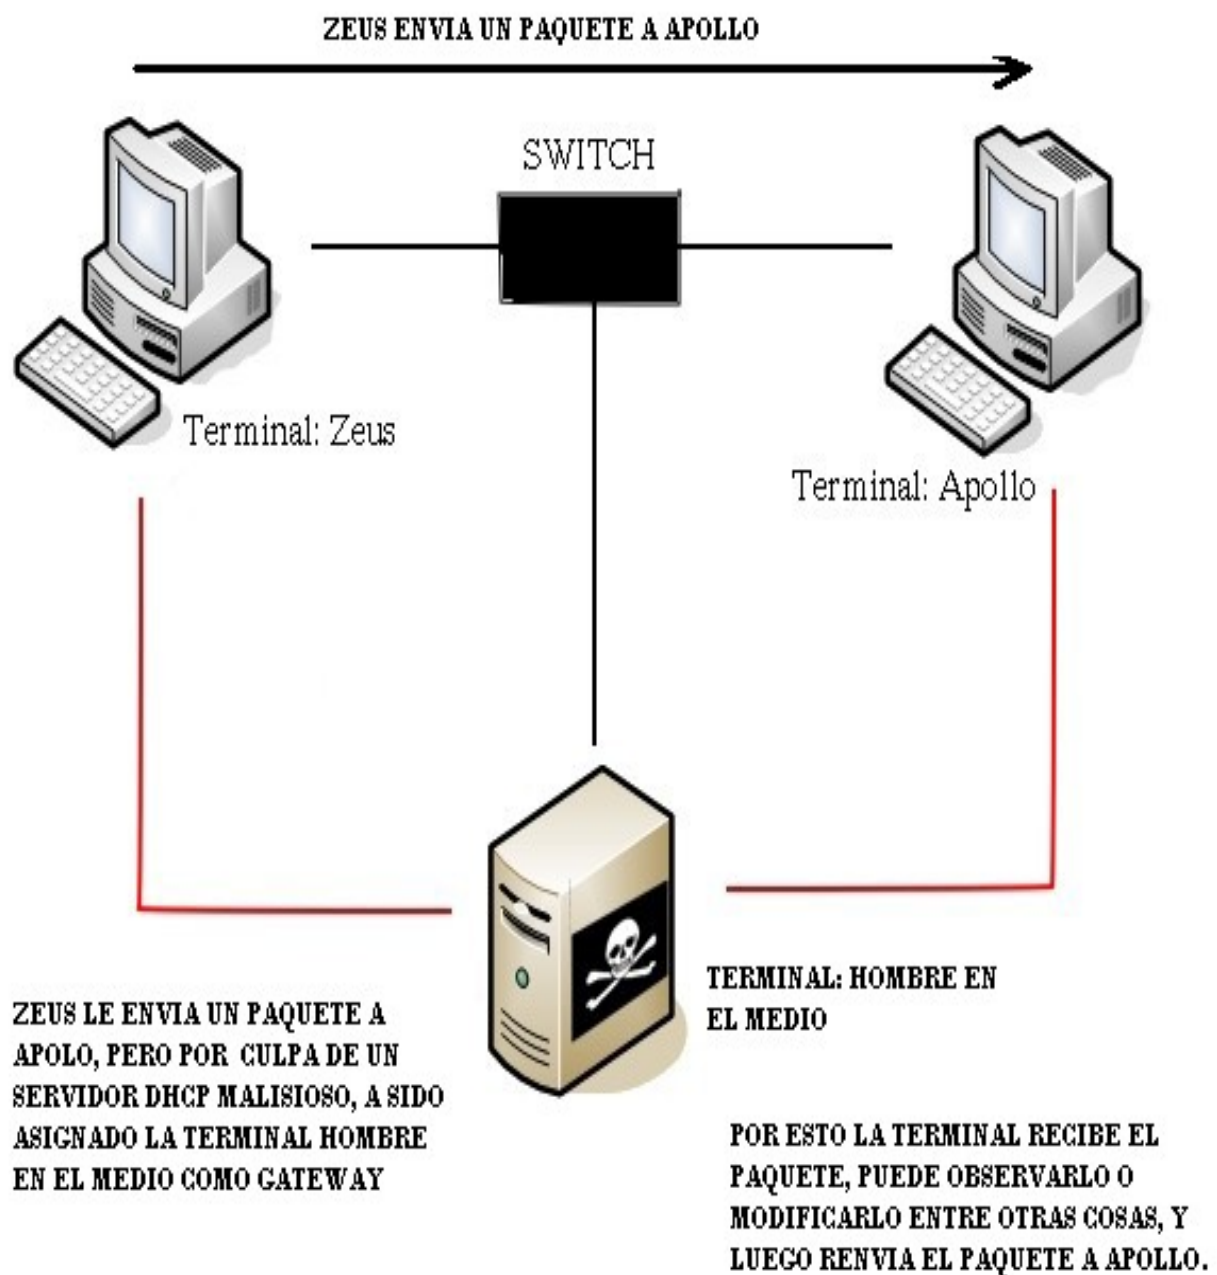 ZEUS ENVIA UN PAQUETE A APOLLO
SWITCH
Terminal: Zeus
Terminal: Apollo
TERMINAL: HOMBRE EN
EL MEDIO
ZEUS LE ENVIA UN PAQUETE A
APOLO, PERO POR CULPA DE UN
SERVIDOR DHCP MALISIOSO, A SIDO
ASIGNADO LA TERMINAL HOMBRE
EN EL MEDIO COMO GATEWAY
POR ESTO LA TERMINAL RECIBE EL
PAQUETE, PUEDE OBSERVARLO O
MODIFICARLO ENTRE OTRAS COSAS, Y
LUEGO RENVIA EL PAQUETE A APOLLO.